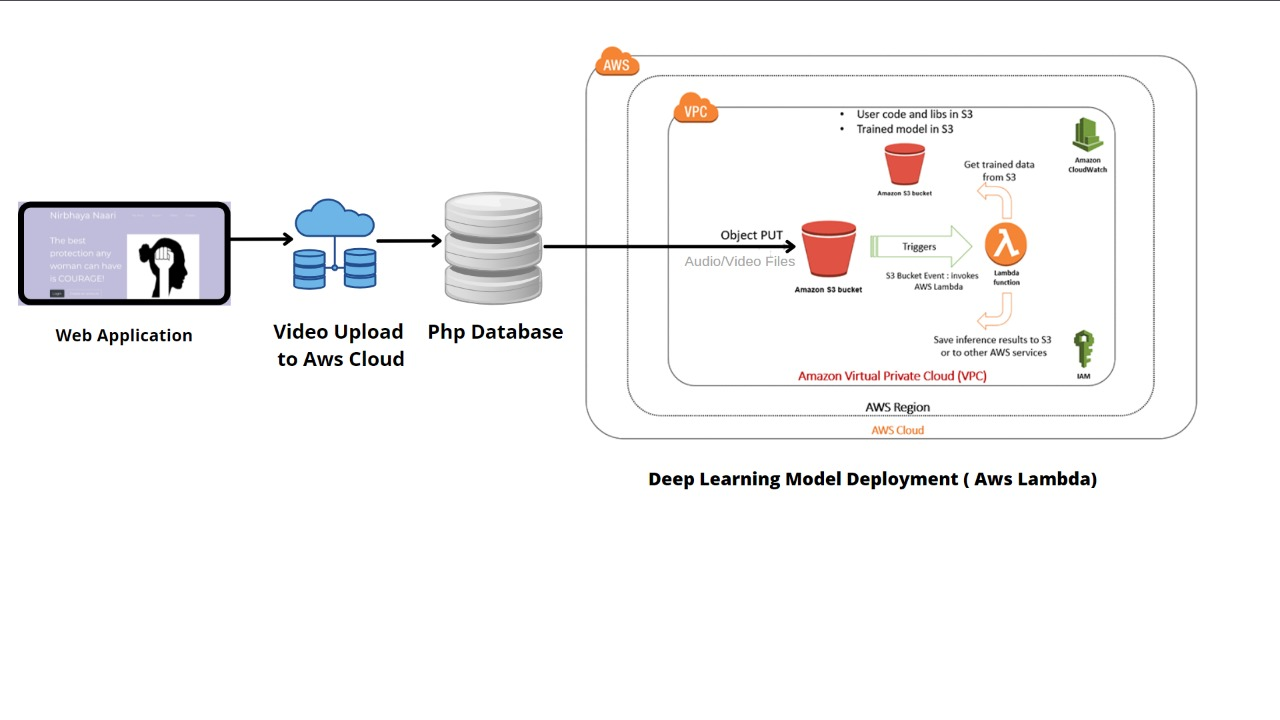 Nirbhaya Naari
The best
protection any
woman can have
is COURAGE!
Web Application
Video Upload
to Aws Cloud
Php Database
AWS
VPC
• User code and libs in S3
• Trained model in S3
Amazon S3 bucket
Amazon
CloudWatch
Get trained data
from S3
Object PUT
Audio/Video Files
Amazon S3 bucket
Triggers
S3 Bucket Event : invokes
AWS Lambda
λ
Lambda
function
Save inference results to S3
or to other AWS services
IAM
Amazon Virtual Private Cloud (VPC)
AWS Region
AWS Cloud
Deep Learning Model Deployment ( Aws Lambda)